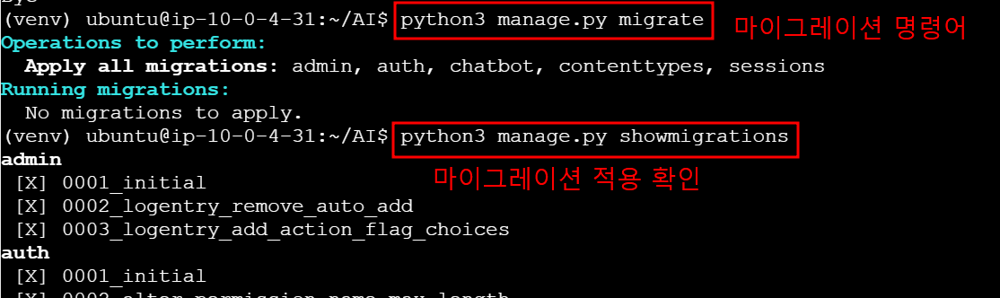 (venv) ubuntu@ip-10-0-4-31:~/AI$ python3 manage.py migrate 마이그레이션 명령어
Operations to perform:
  Apply all migrations: admin, auth, chatbot, contenttypes, sessions
Running migrations:
  No migrations to apply.
(venv) ubuntu@ip-10-0-4-31:~/AI$ python3 manage.py showmigrations
admin
마이그레이션 적용 확인
 [X] 0001_initial
 [X] 0002_logentry_remove_auto_add
 [X] 0003_logentry_add_action_flag_choices
auth
 [X] 0001_initial